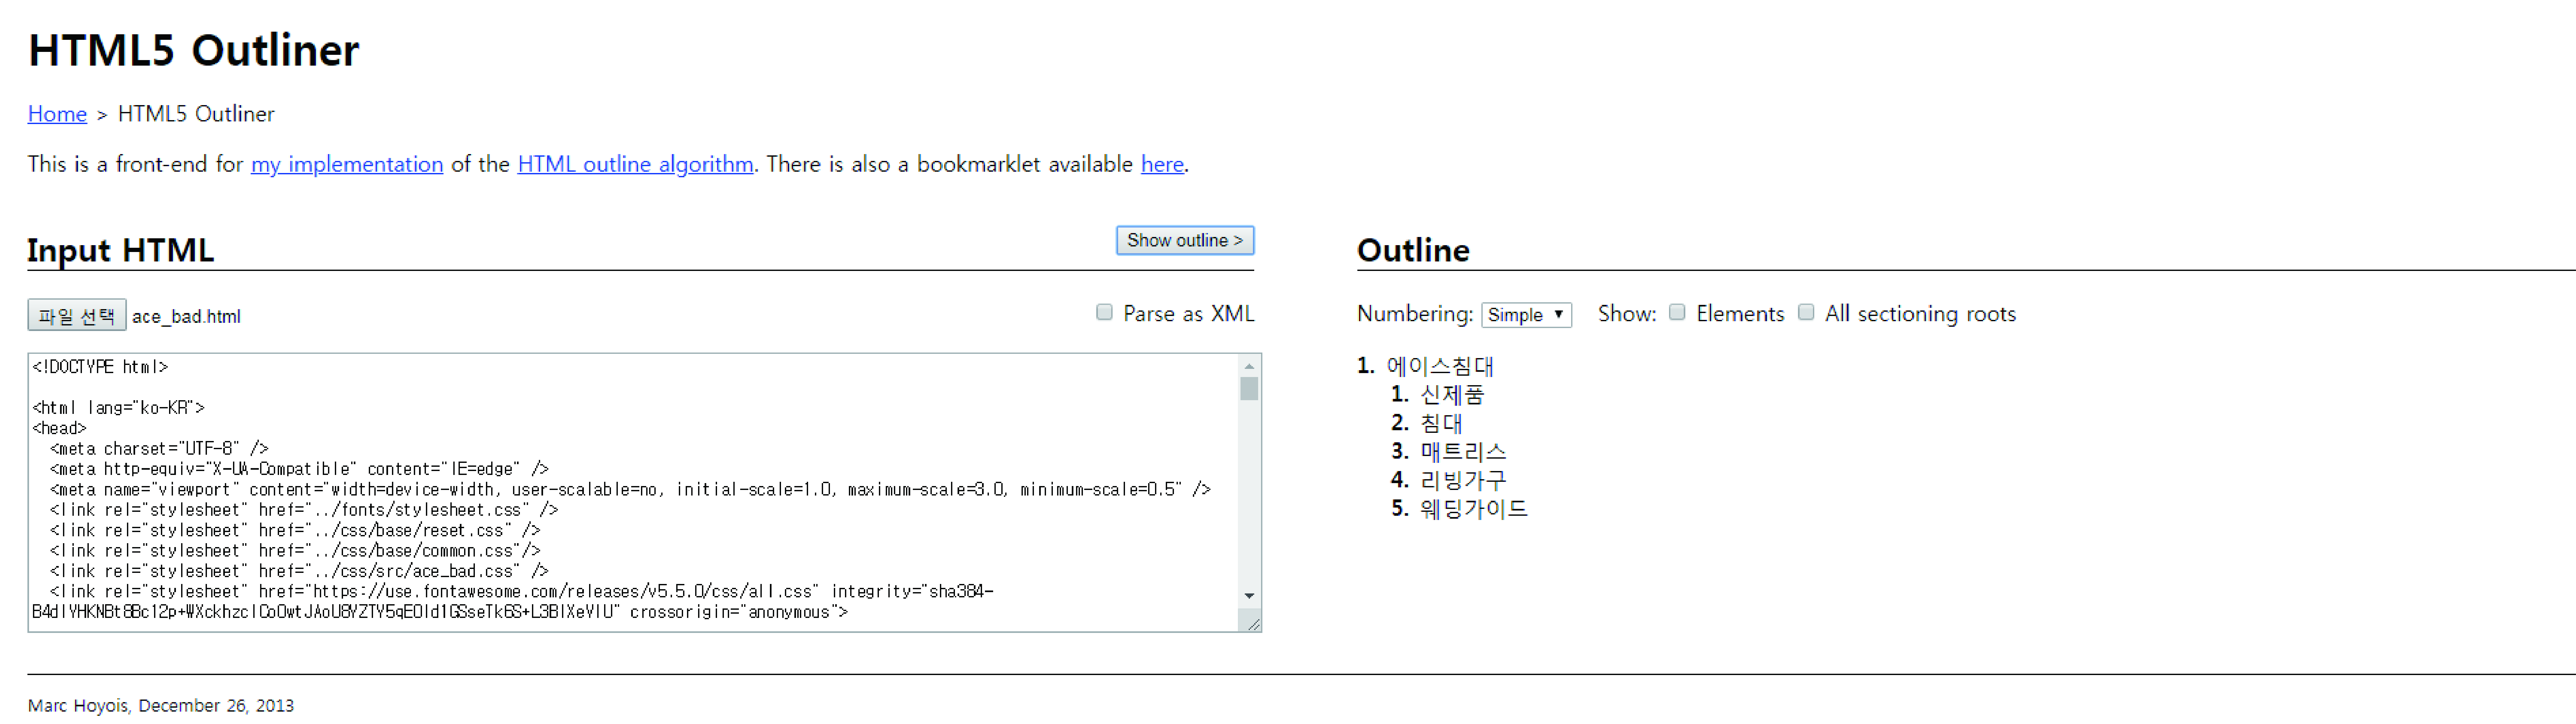 HTML5 Outliner
Home > HTML5 Outliner
This is a front-end for my implementation of the HTML outline algorithm. There is also a bookmarklet available here.
Input HTML
Show outline >
파일 선택 ace_bad.html
Parse as XML
<!DOCTYPE html>
<html lang="ko-KR">
<head>
<meta charset="UTF-8" />
<meta http-equiv="X-UA-Compatible" content="IE=edge" />
<meta name="viewport" content="width=device-width, user-scalable=no, initial-scale=1.0, maximum-scale=3.0, minimum-scale=0.5" />
<link rel="stylesheet" href="../fonts/stylesheet.css" />
<link rel="stylesheet" href="../css/base/reset.css" />
<link rel="stylesheet" href="../css/base/common.css"/>
<link rel="stylesheet" href="../css/src/ace_bad.css" />
<link rel="stylesheet" href="https://use.fontawesome.com/releases/v5.5.0/css/all.css" integrity="sha384-
B4dIYHKNBt8Bc12p+WXckhzcICo0wtJAoU8YZTY5qE0Id1GSseTk6S+L3BlXeVIU" crossorigin="anonymous">
Outline
Numbering: Simple Show: Elements All sectioning roots
1. 에이스침대
1. 신제품
2. 침대
3. 매트리스
4. 리빙가구
5. 웨딩가이드
Marc Hoyois, December 26, 2013